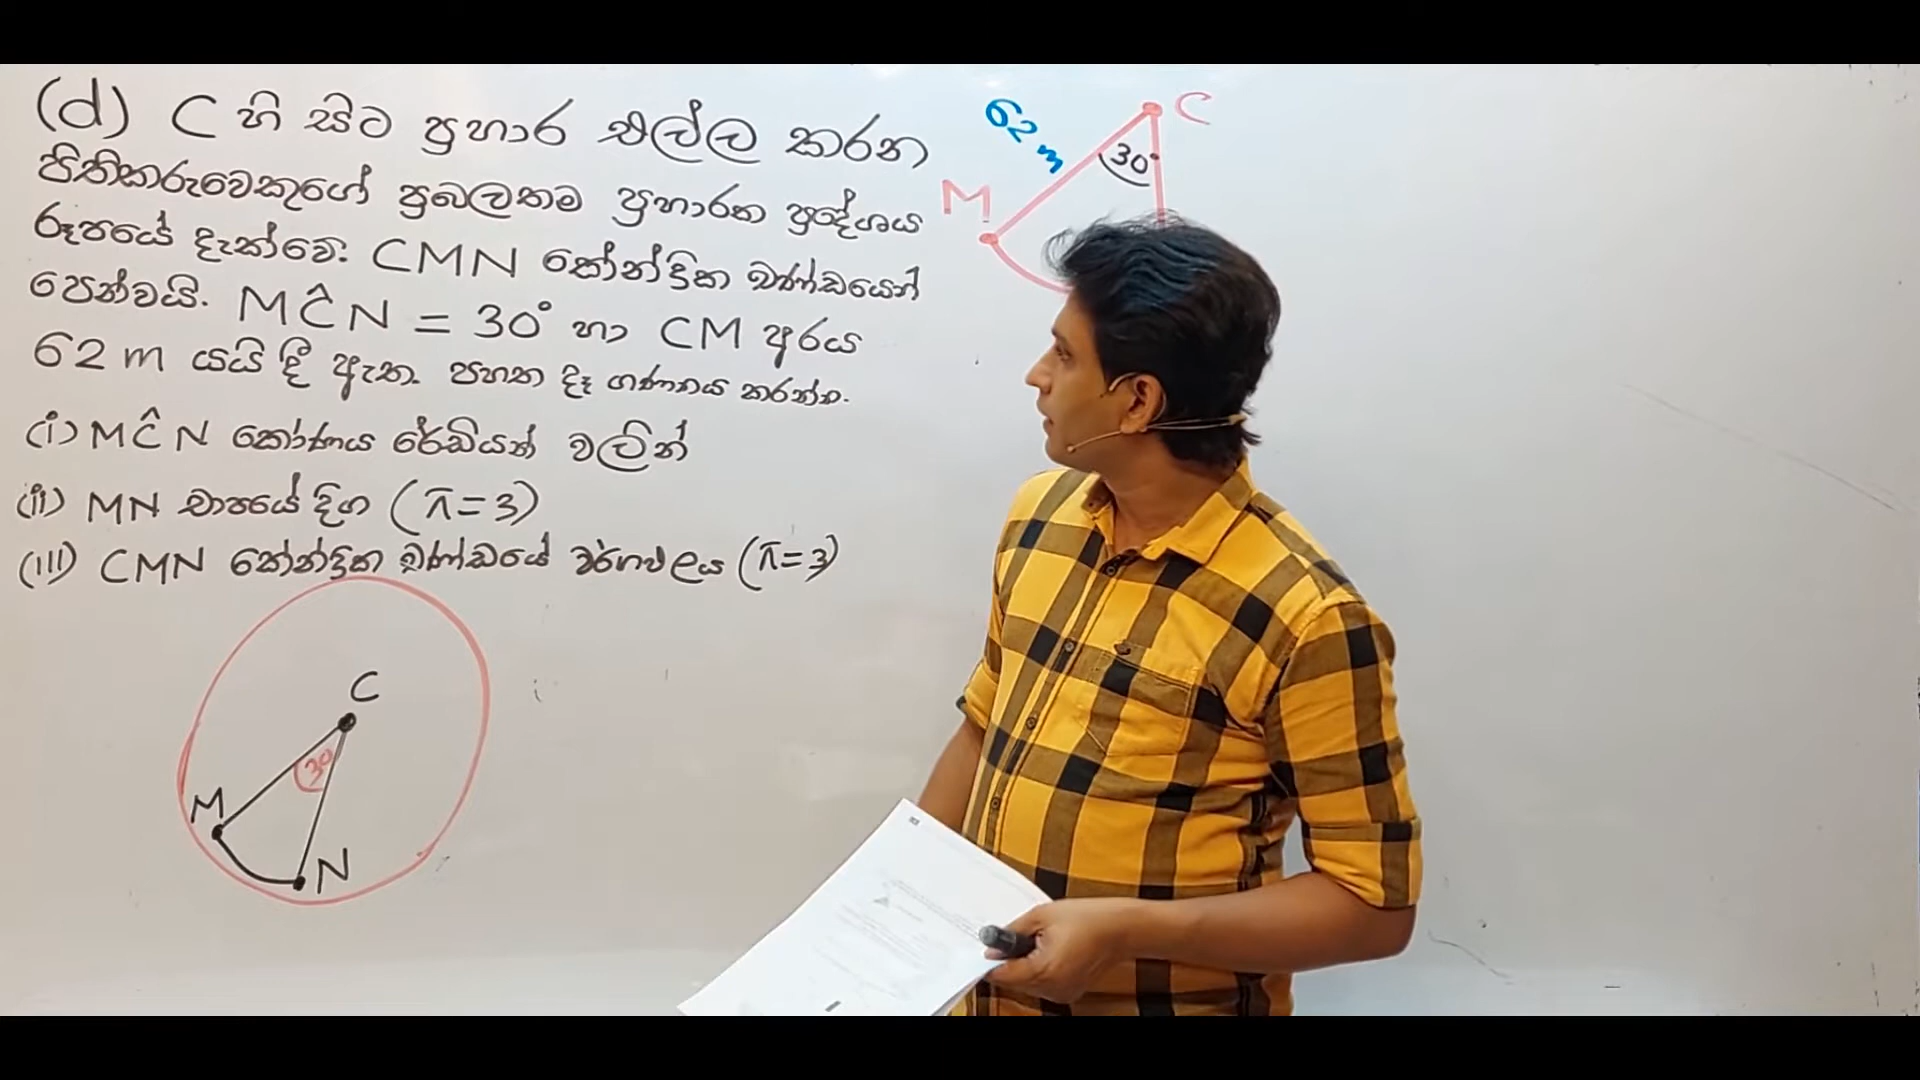 (d) C හි සිට ප්‍රහාර එල්ල කරන
පිතිකරුවෙකුගේ ප්‍රබලතම ප්‍රහාරක ප්‍රදේශය
රූපයේ දැක්වේ. CMN කේන්ද්‍රික ඛණ්ඩයෙන්
පෙන්වයි. MĈN = 30° හා CM අරය
62 m යයි දී ඇත. පහත දෑ ගණනය කරන්න.
(i) MĈN කෝණය රේඩියන් වලින්
(ii) MN චාපයේ දිග (π=3)
(iii) CMN කේන්ද්‍රික ඛණ්ඩයේ වර්ගඵලය (π=3)
C
62 m
30°
M
C
30
M
N